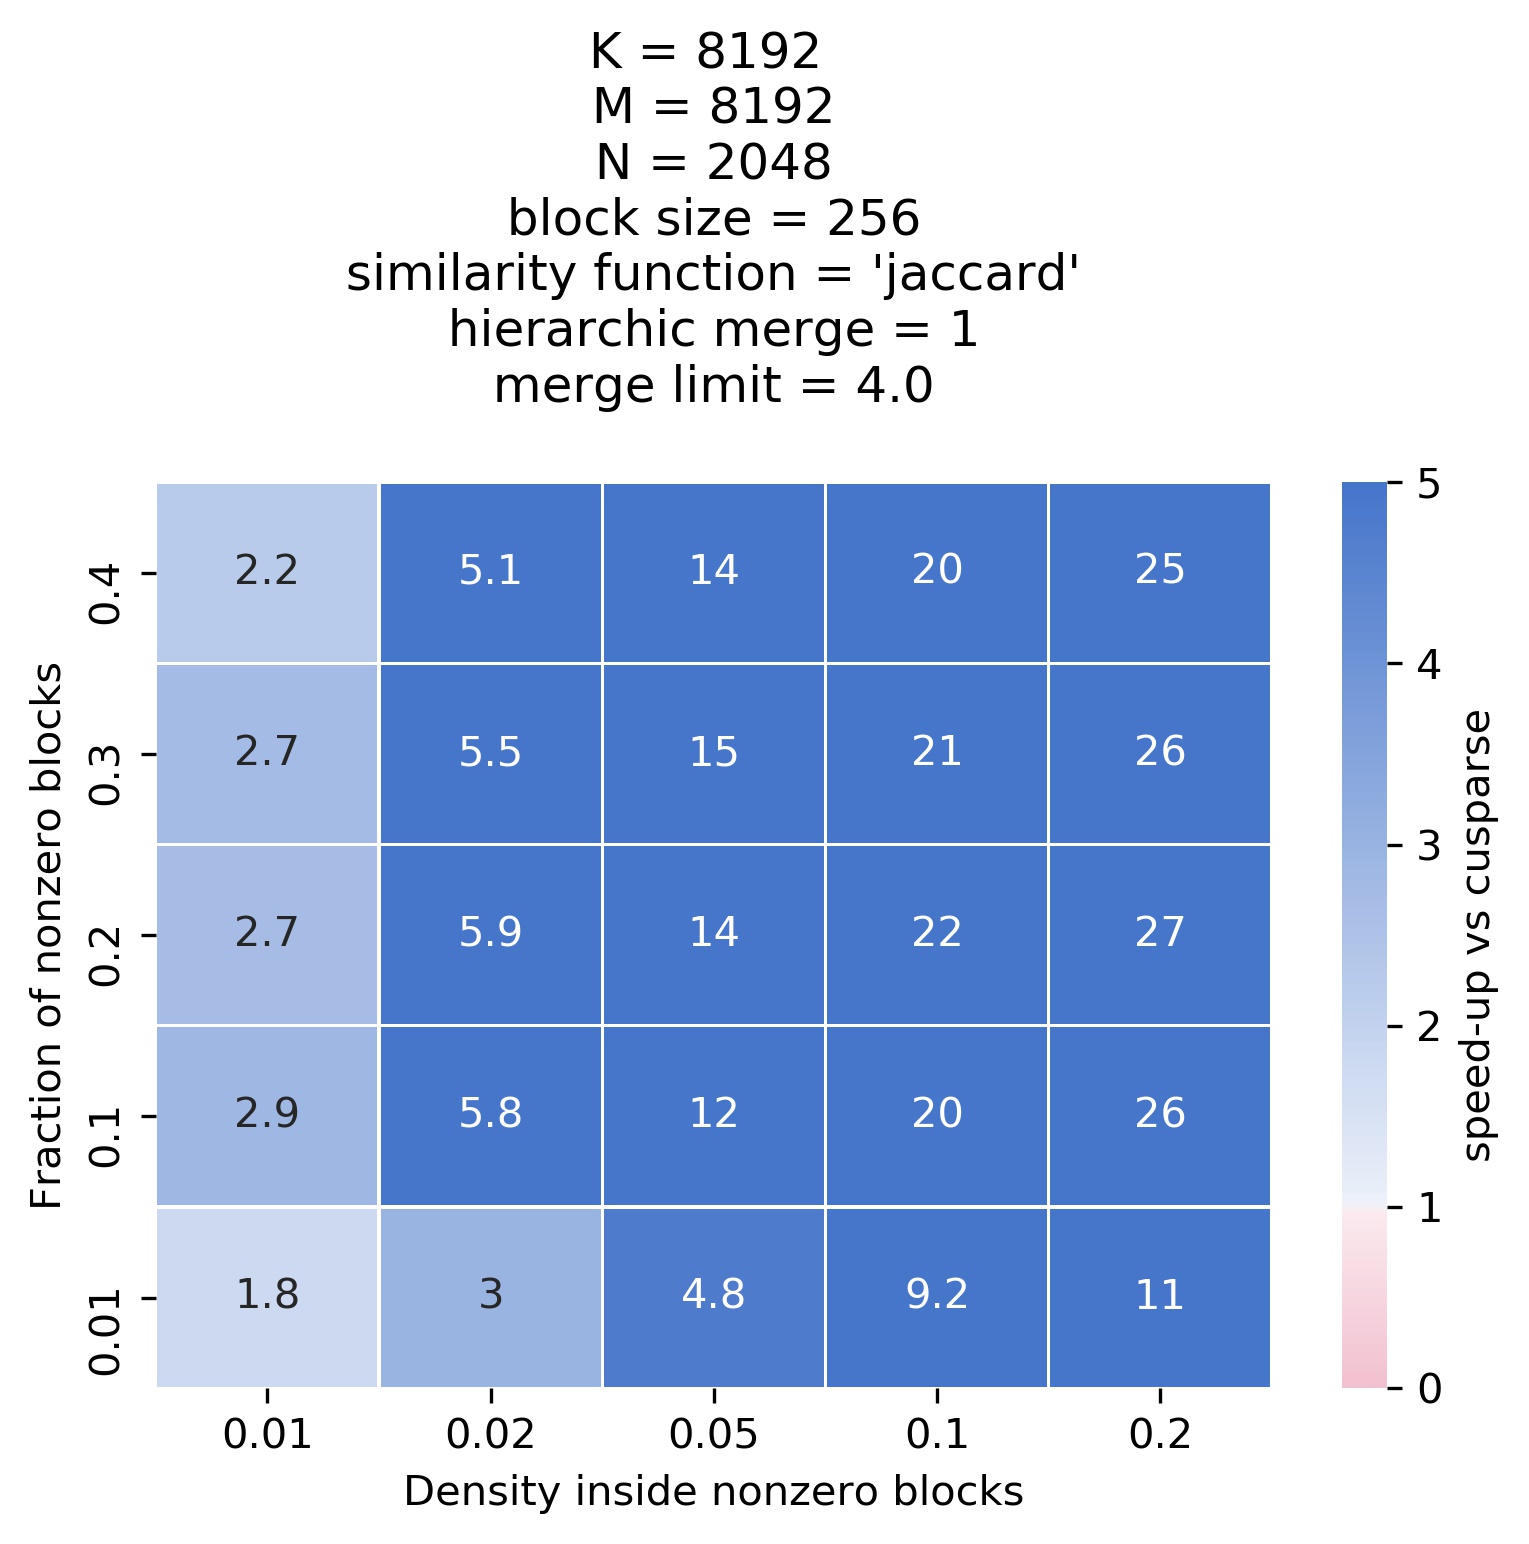 K = 8192
M = 8192
N = 2048
block size = 256
similarity function = 'jaccard'
hierarchic merge = 1
merge limit = 4.0
Fraction of nonzero blocks
0.4
2.2 5.1 14 20 25
0.3
2.7 5.5 15 21 26
0.2
2.7 5.9 14 22 27
0.1
2.9 5.8 12 20 26
0.01
1.8 3 4.8 9.2 11
0.01 0.02 0.05 0.1 0.2
Density inside nonzero blocks
5
4
3
2
1
0
speed-up vs cusparse